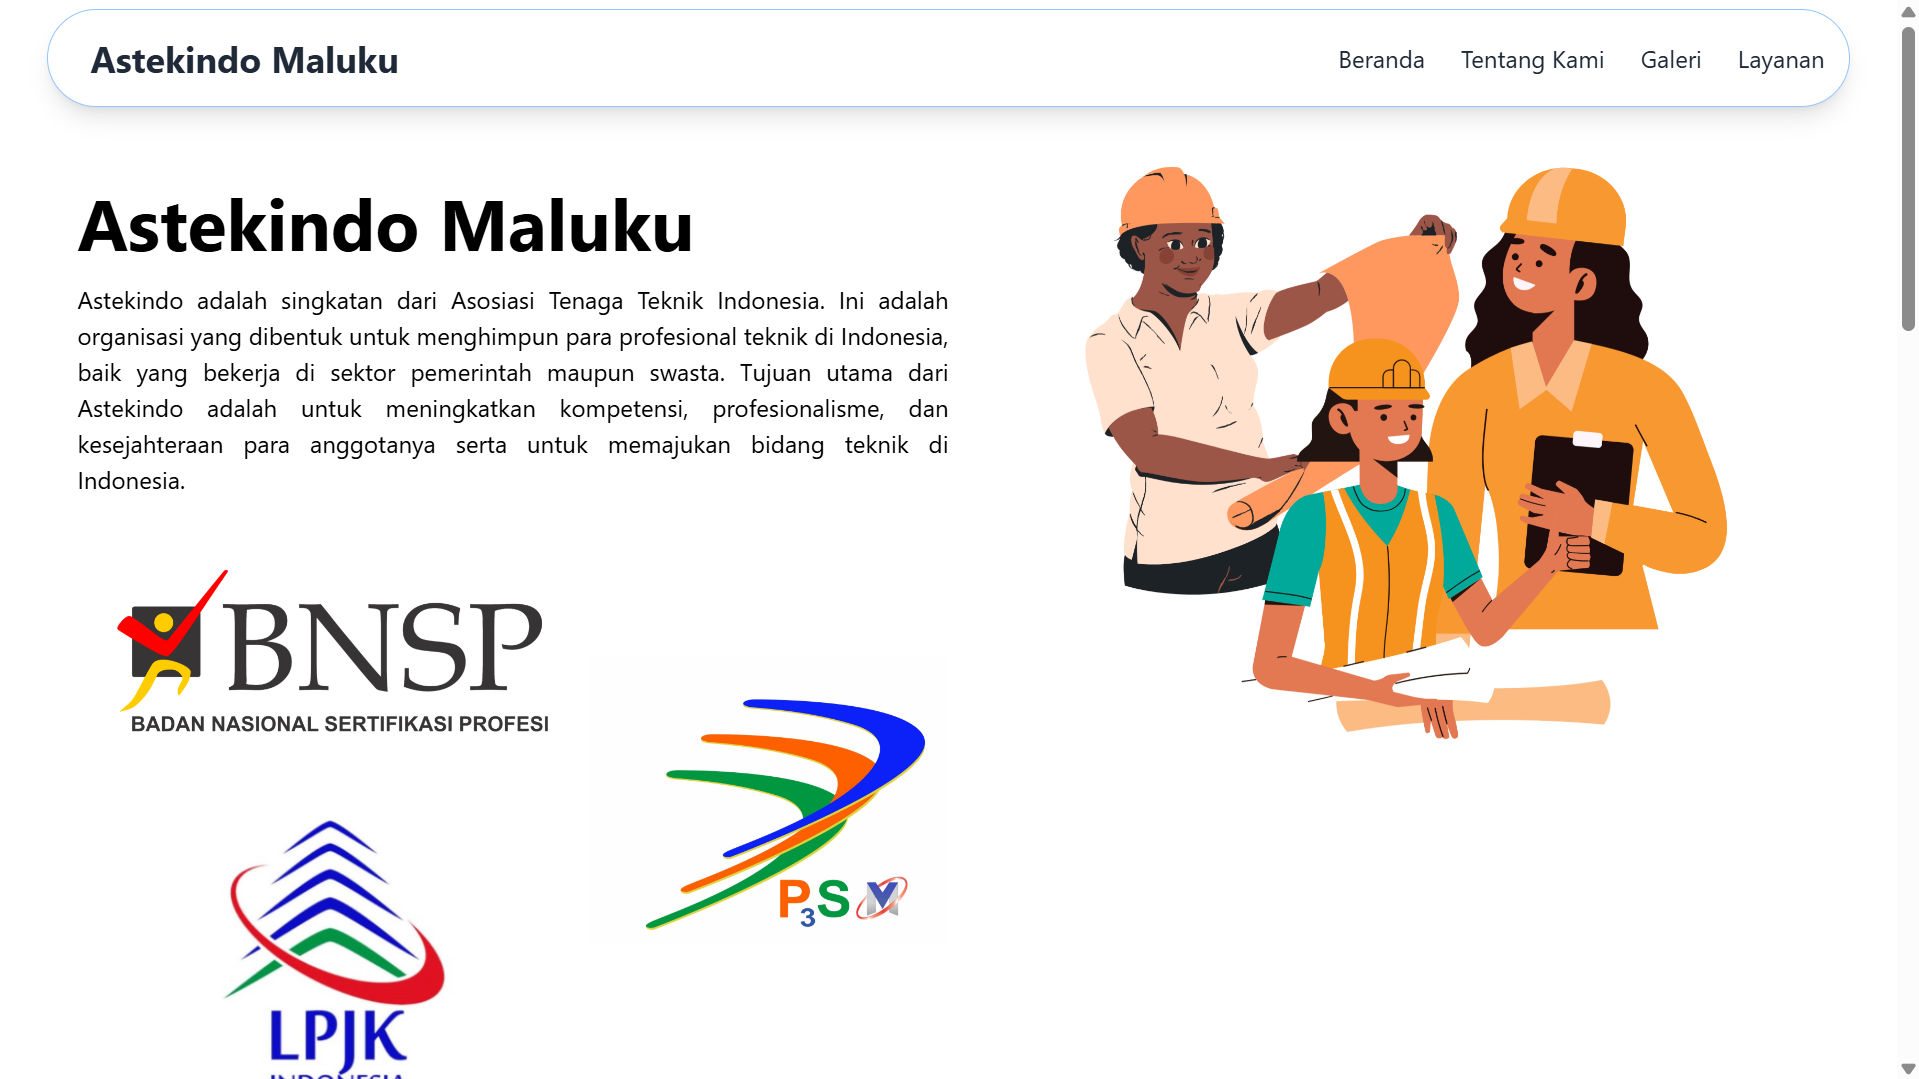 Astekindo Maluku
Beranda
Tentang Kami
Galeri
Layanan
Astekindo Maluku
Astekindo adalah singkatan dari Asosiasi Tenaga Teknik Indonesia. Ini adalah
organisasi yang dibentuk untuk menghimpun para profesional teknik di Indonesia,
baik yang bekerja di sektor pemerintah maupun swasta. Tujuan utama dari
Astekindo adalah untuk meningkatkan kompetensi, profesionalisme, dan
kesejahteraan para anggotanya serta untuk memajukan bidang teknik di
Indonesia.
BNSP
BADAN NASIONAL SERTIFIKASI PROFESI
P3SM
LPJK
INDONESIA